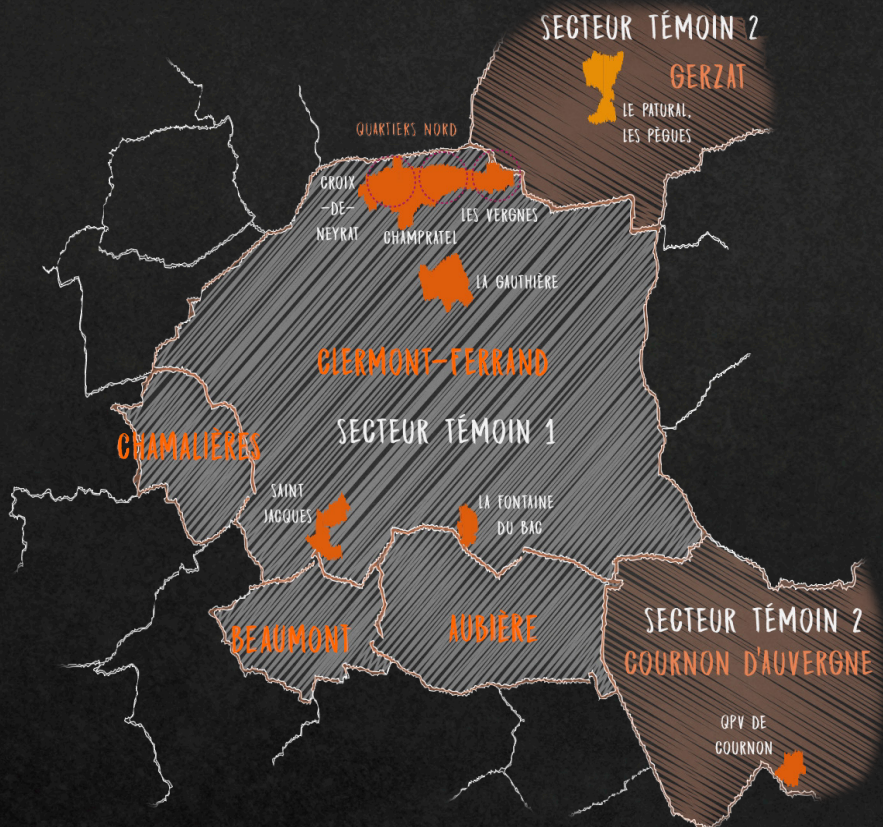 SECTEUR TÉMOIN 2
GERZAT
LE PATURAL,
LES PÈGUES
QUARTIERS NORD
CROIX
-DE-
NEYRAT
CHAMPRATEL
LES VERGNES
LA GAUTHIÈRE
CLERMONT-FERRAND
SECTEUR TÉMOIN 1
CHAMALIÈRES
SAINT
JACQUES
LA FONTAINE
DU BAC
BEAUMONT
AUBIÈRE
SECTEUR TÉMOIN 2
COURNON D'AUVERGNE
QPV DE
COURNON